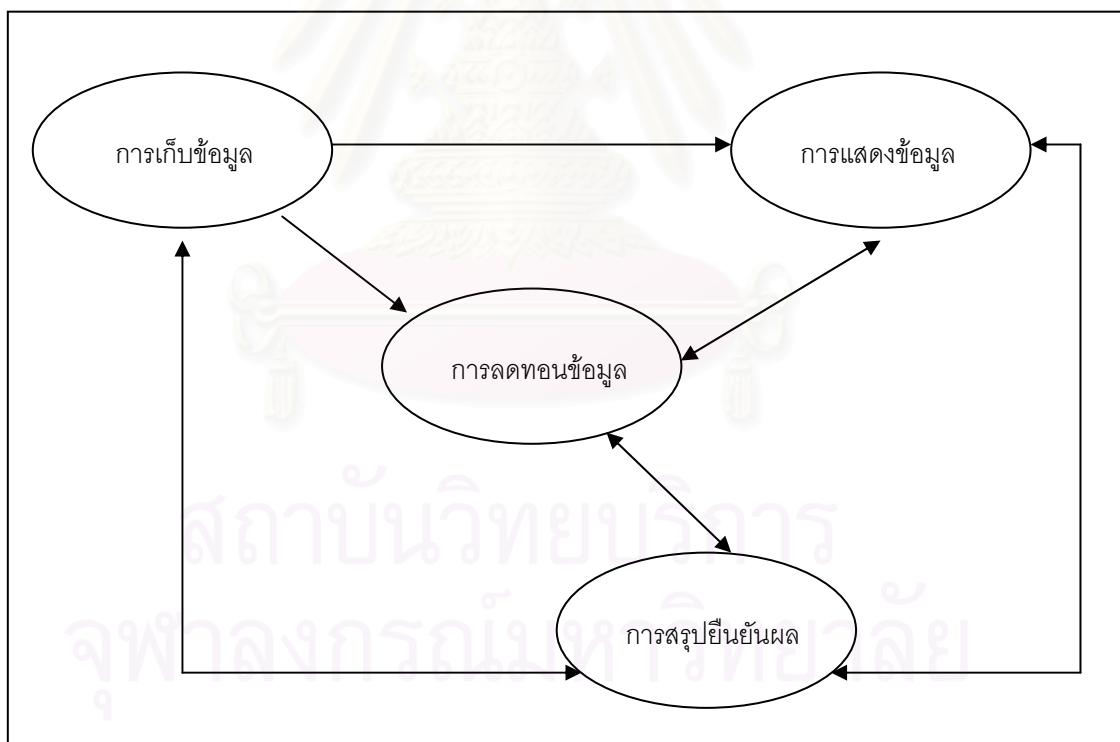 การเก็บข้อมูล
การแสดงข้อมูล
การลดทอนข้อมูล
สถาบันวิทยบริการ
การสรุปยืนยันผล
จุฬาลงกรณ์มหาวิทยาลัย